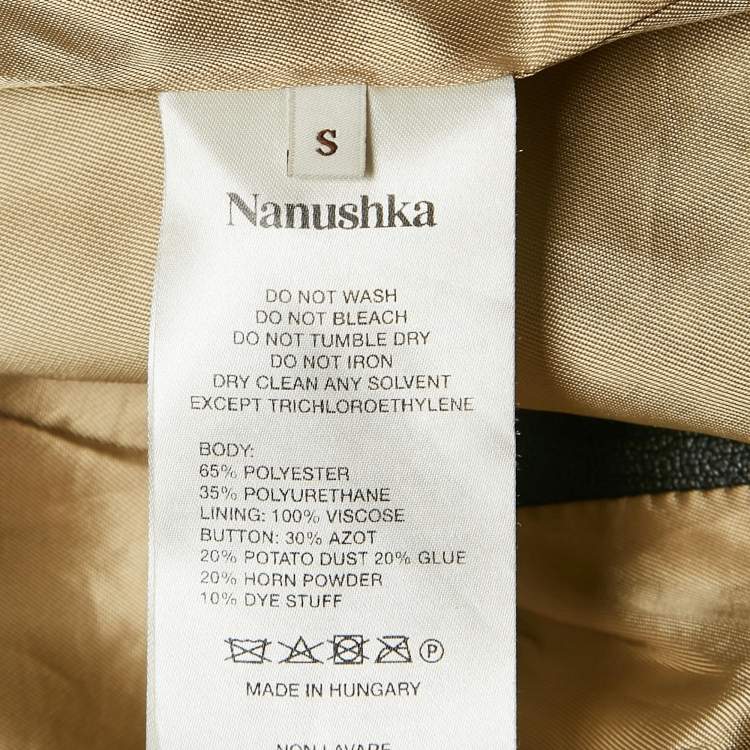 S
Nanushka
DO NOT WASH
DO NOT BLEACH
DO NOT TUMBLE DRY
DO NOT IRON
DRY CLEAN ANY SOLVENT
EXCEPT TRICHLOROETHYLENE
BODY:
65% POLYESTER
35% POLYURETHANE
LINING: 100% VISCOSE
BUTTON: 30% AZOT
20% POTATO DUST 20% GLUE
20% HORN POWDER
10% DYE STUFF
P
MADE IN HUNGARY
NON LAVARE